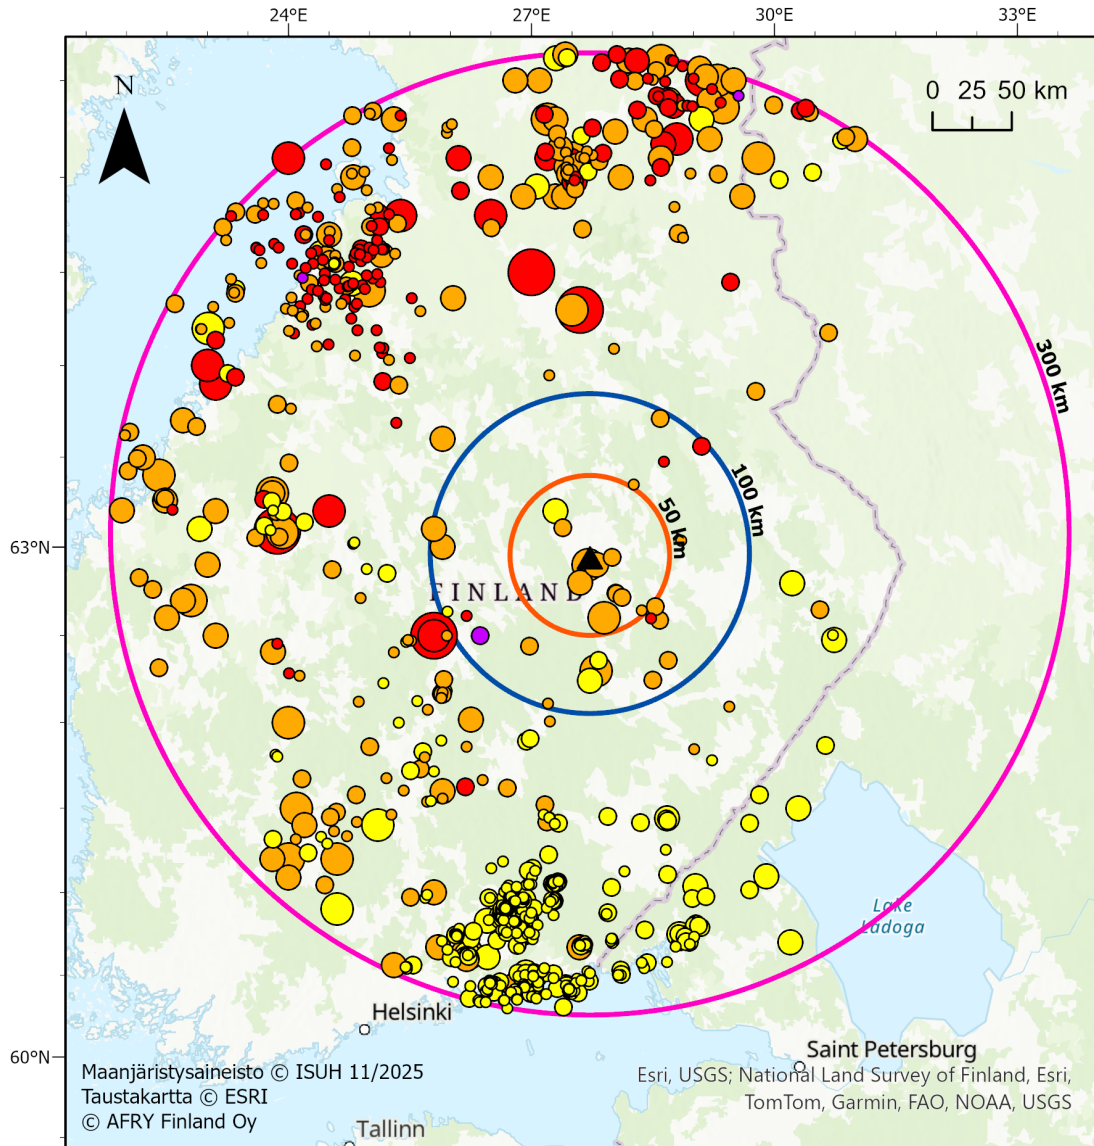 24°E 27°E 30°E 33°E
N
0 25 50 km
300 km
100 km
50 km
63°N
FINLAND
Lake
Ladoga
Helsinki
60°N
Saint Petersburg
Maanjäristysaineisto © ISUH 11/2025
Taustakartta © ESRI
© AFRY Finland Oy
Esri, USGS; National Land Survey of Finland, Esri,
TomTom, Garmin, FAO, NOAA, USGS
Tallinn